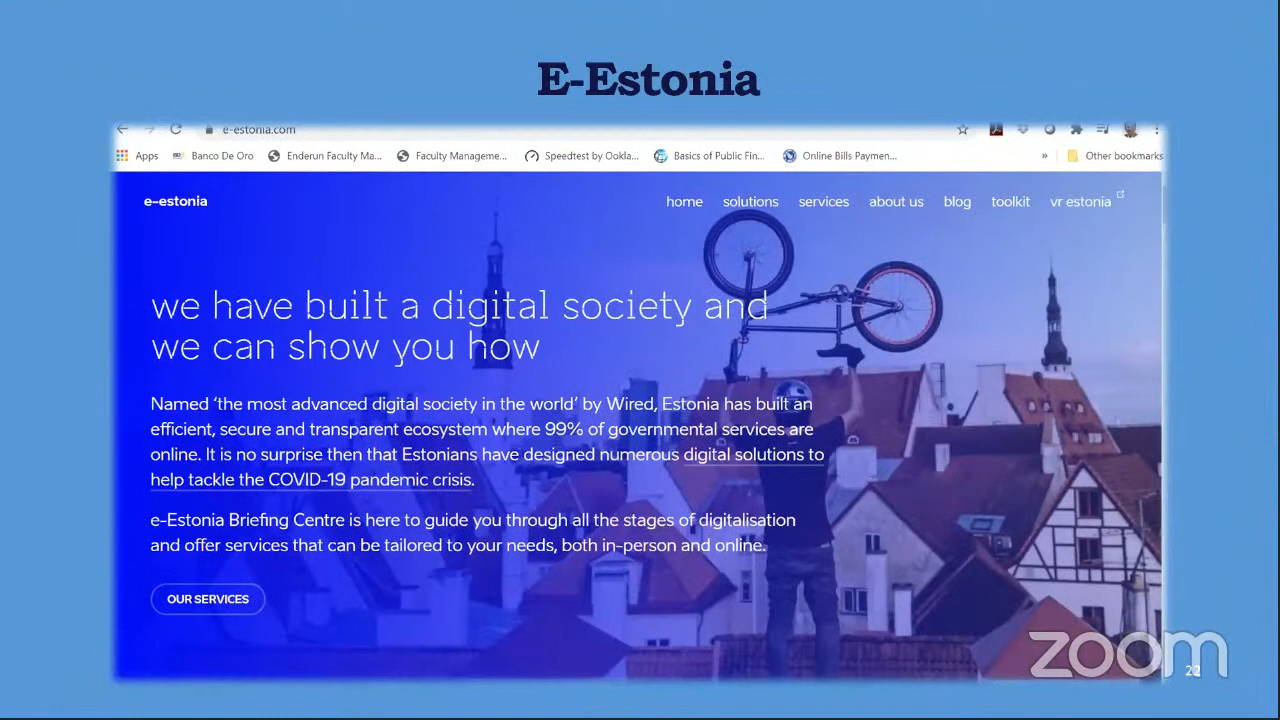 E-Estonia
e-estonia.com
Apps BDO Banco De Oro Enderun Faculty Ma... Faculty Manageme... Speedtest by Ookla... Basics of Public Fin... Online Bills Paymen... » Other bookmarks
e-estonia
home solutions services about us blog toolkit vr estonia
we have built a digital society and
we can show you how
Named ‘the most advanced digital society in the world’ by Wired, Estonia has built an
efficient, secure and transparent ecosystem where 99% of governmental services are
online. It is no surprise then that Estonians have designed numerous digital solutions to
help tackle the COVID-19 pandemic crisis.
e-Estonia Briefing Centre is here to guide you through all the stages of digitalisation
and offer services that can be tailored to your needs, both in-person and online.
OUR SERVICES
zoom
22